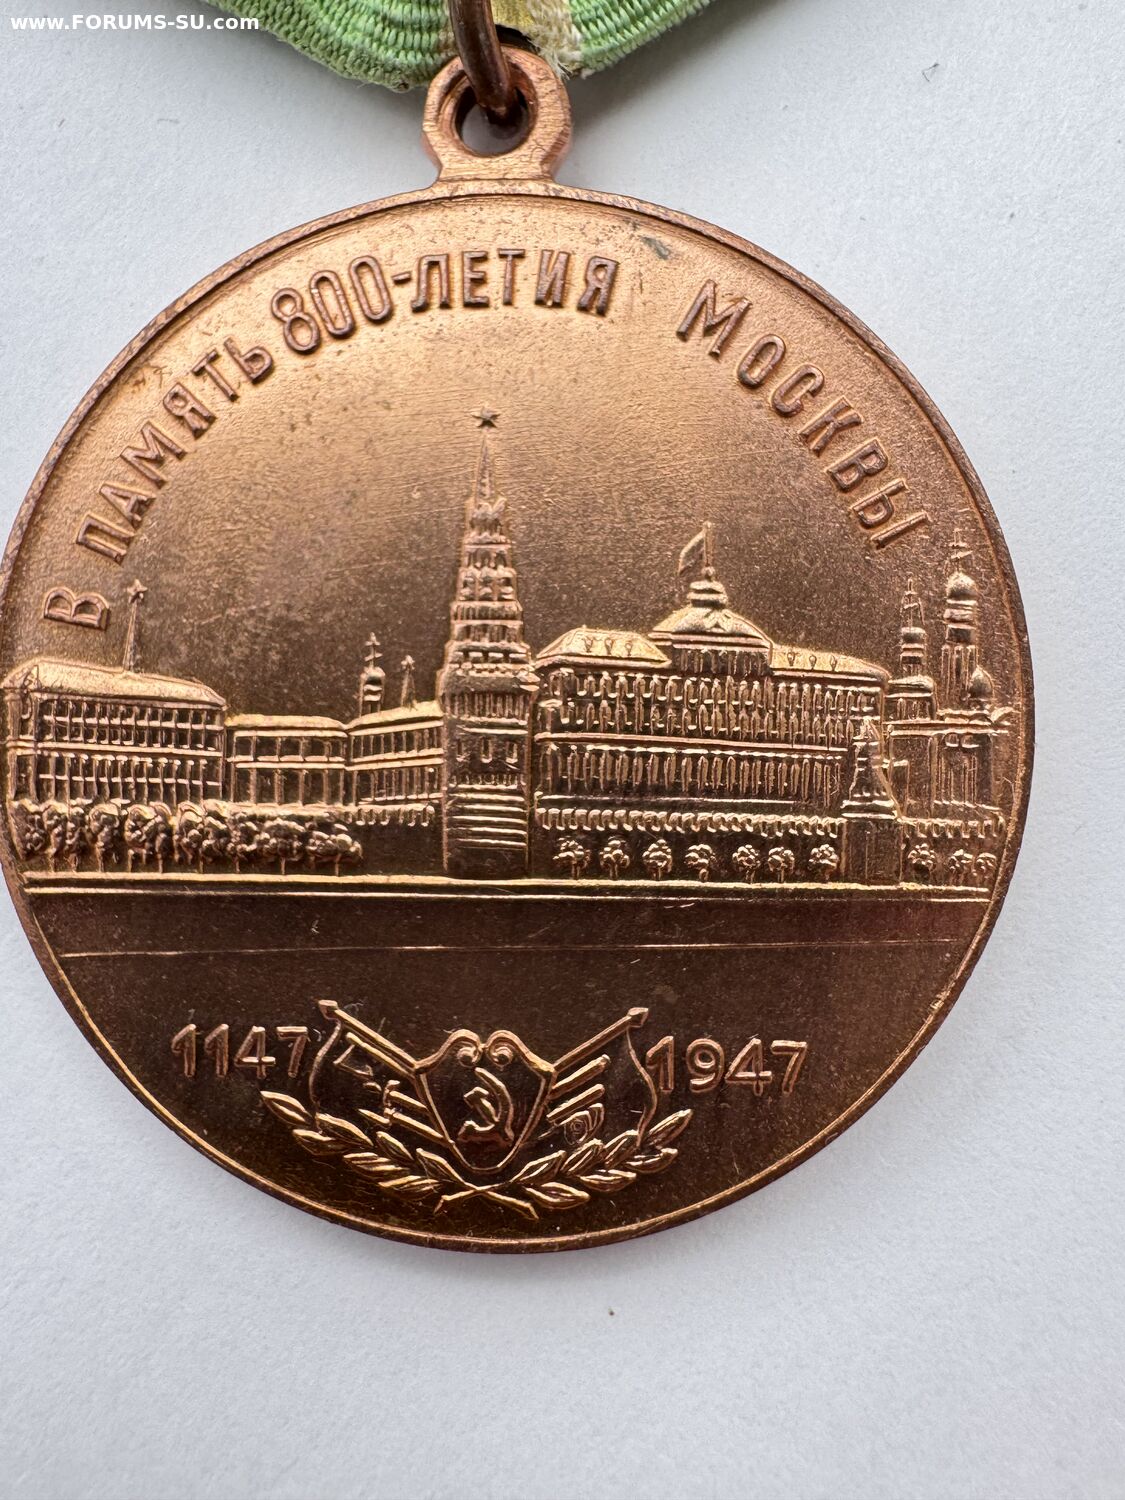 www.FORUMS-SU.com
В ПАМЯТЬ 800-ЛЕТИЯ МОСКВЫ
1147 1947